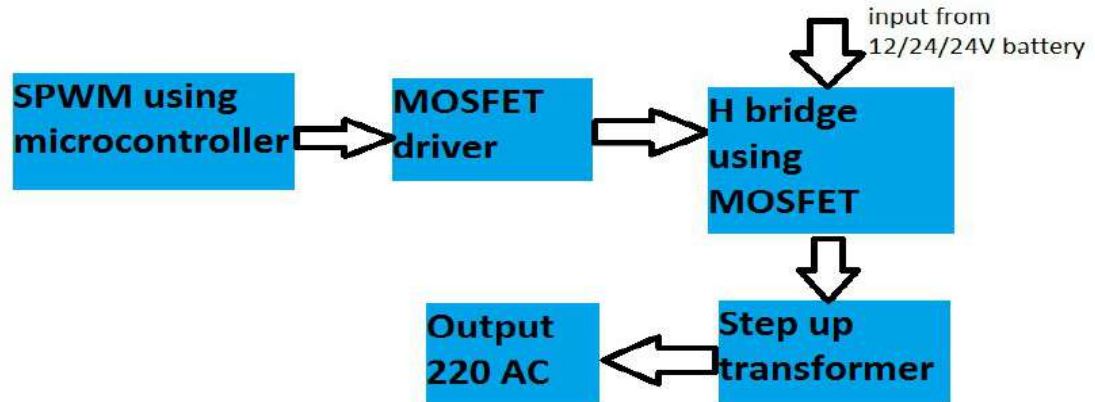 input from
12/24/24V battery
SPWM using
microcontroller
MOSFET
driver
H bridge
using
MOSFET
Output
220 AC
Step up
transformer